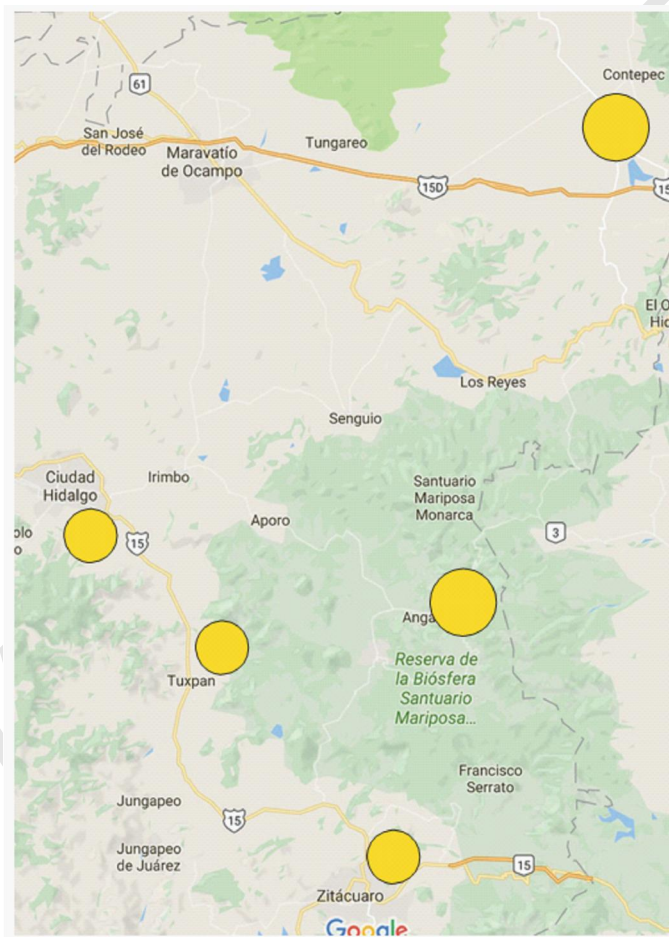 Contepec
61
San José
del Rodeo
Maravatío
de Ocampo
Tungareo
15D
15
El O
Hid
Los Reyes
Senguio
Ciudad
Hidalgo
Irimbo
Santuario
Mariposa
Monarca
Aporo
olo
o
15
3
Anga
Reserva de
la Biósfera
Santuario
Mariposa...
Tuxpan
Francisco
Serrato
Jungapeo
15
Jungapeo
de Juárez
15
Zitácuaro
Google